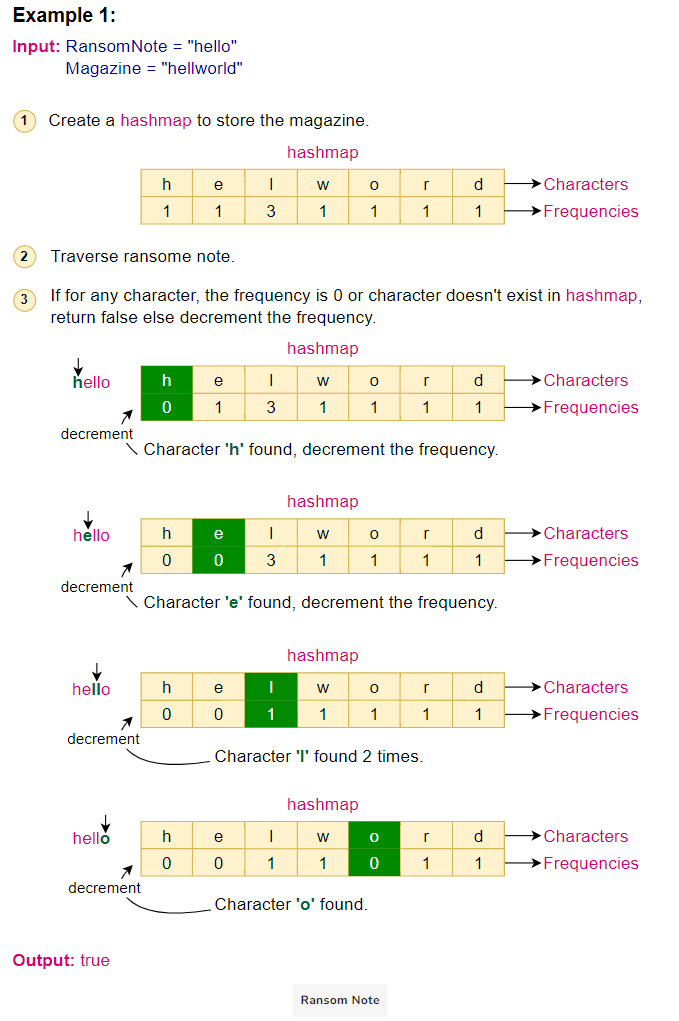 Example 1:
Input: RansomNote = "hello"
Magazine = "hellworld"
1 Create a hashmap to store the magazine.
hashmap
h e l w o r d Characters
1 1 3 1 1 1 1 Frequencies
2 Traverse ransome note.
3 If for any character, the frequency is 0 or character doesn't exist in hashmap,
return false else decrement the frequency.
hashmap
hello h e l w o r d Characters
0 1 3 1 1 1 1 Frequencies
decrement
Character 'h' found, decrement the frequency.
hashmap
hello h e l w o r d Characters
0 0 3 1 1 1 1 Frequencies
decrement
Character 'e' found, decrement the frequency.
hashmap
hello h e l w o r d Characters
0 0 1 1 1 1 1 Frequencies
decrement
Character 'l' found 2 times.
hashmap
hello h e l w o r d Characters
0 0 1 1 0 1 1 Frequencies
decrement
Character 'o' found.
Output: true
Ransom Note